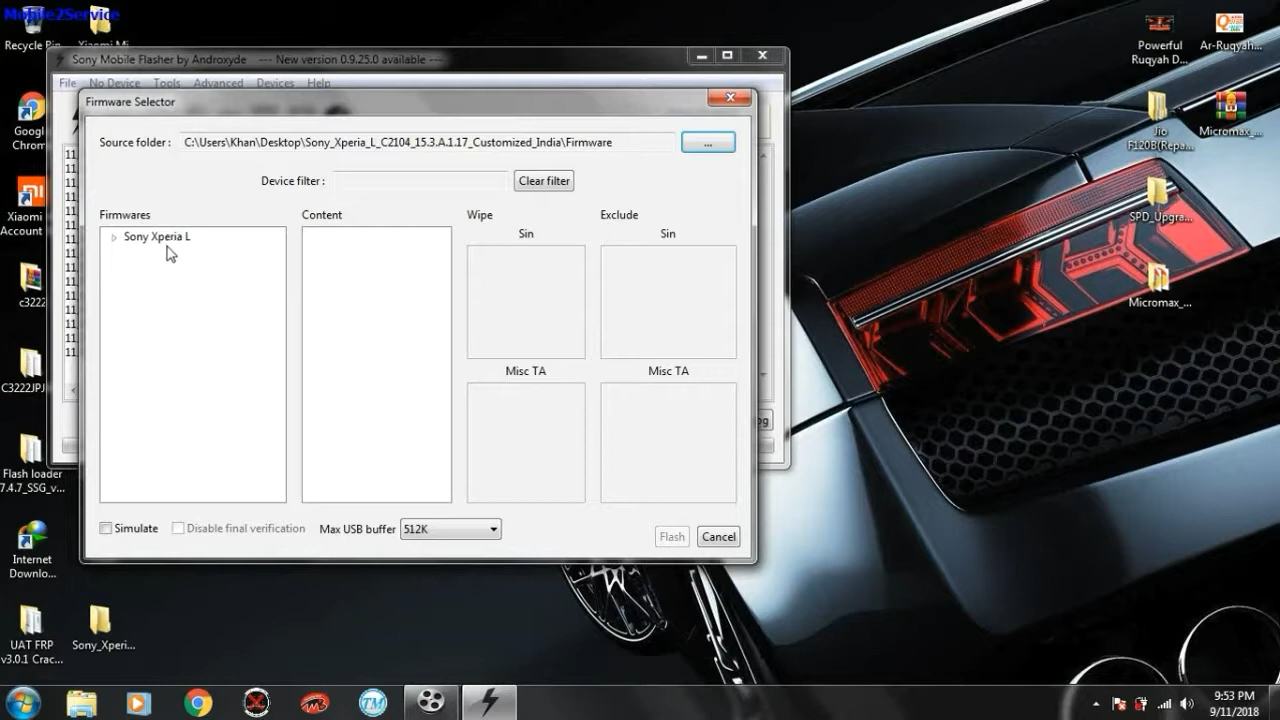 Mobile2Service
Recycle Bin
Xiaomi Mi
Google
Chrom
Xiaomi
Account
c3222
C3222JPJ
Flash loader
7.4.7_SSG_v...
Internet
Downlo...
UAT FRP
v3.0.1 Crac...
Sony_Xperi...
Powerful
Ruqyah D...
Ar-Ruqyah...
Jio
F120B(Repa...
Micromax_...
SPD_Upgra...
Micromax_...
Sony Mobile Flasher by Androxyde --- New version 0.9.25.0 available ---
File No Device Tools Advanced Devices Help
Firmware Selector
Source folder : C:\Users\Khan\Desktop\Sony_Xperia_L_C2104_15.3.A.1.17_Customized_India\Firmware ...
Device filter : Clear filter
Firmwares Content Wipe Exclude
Sin Sin
Sony Xperia L
Misc TA Misc TA
Simulate Disable final verification Max USB buffer 512K
Flash Cancel
9:53 PM
9/11/2018